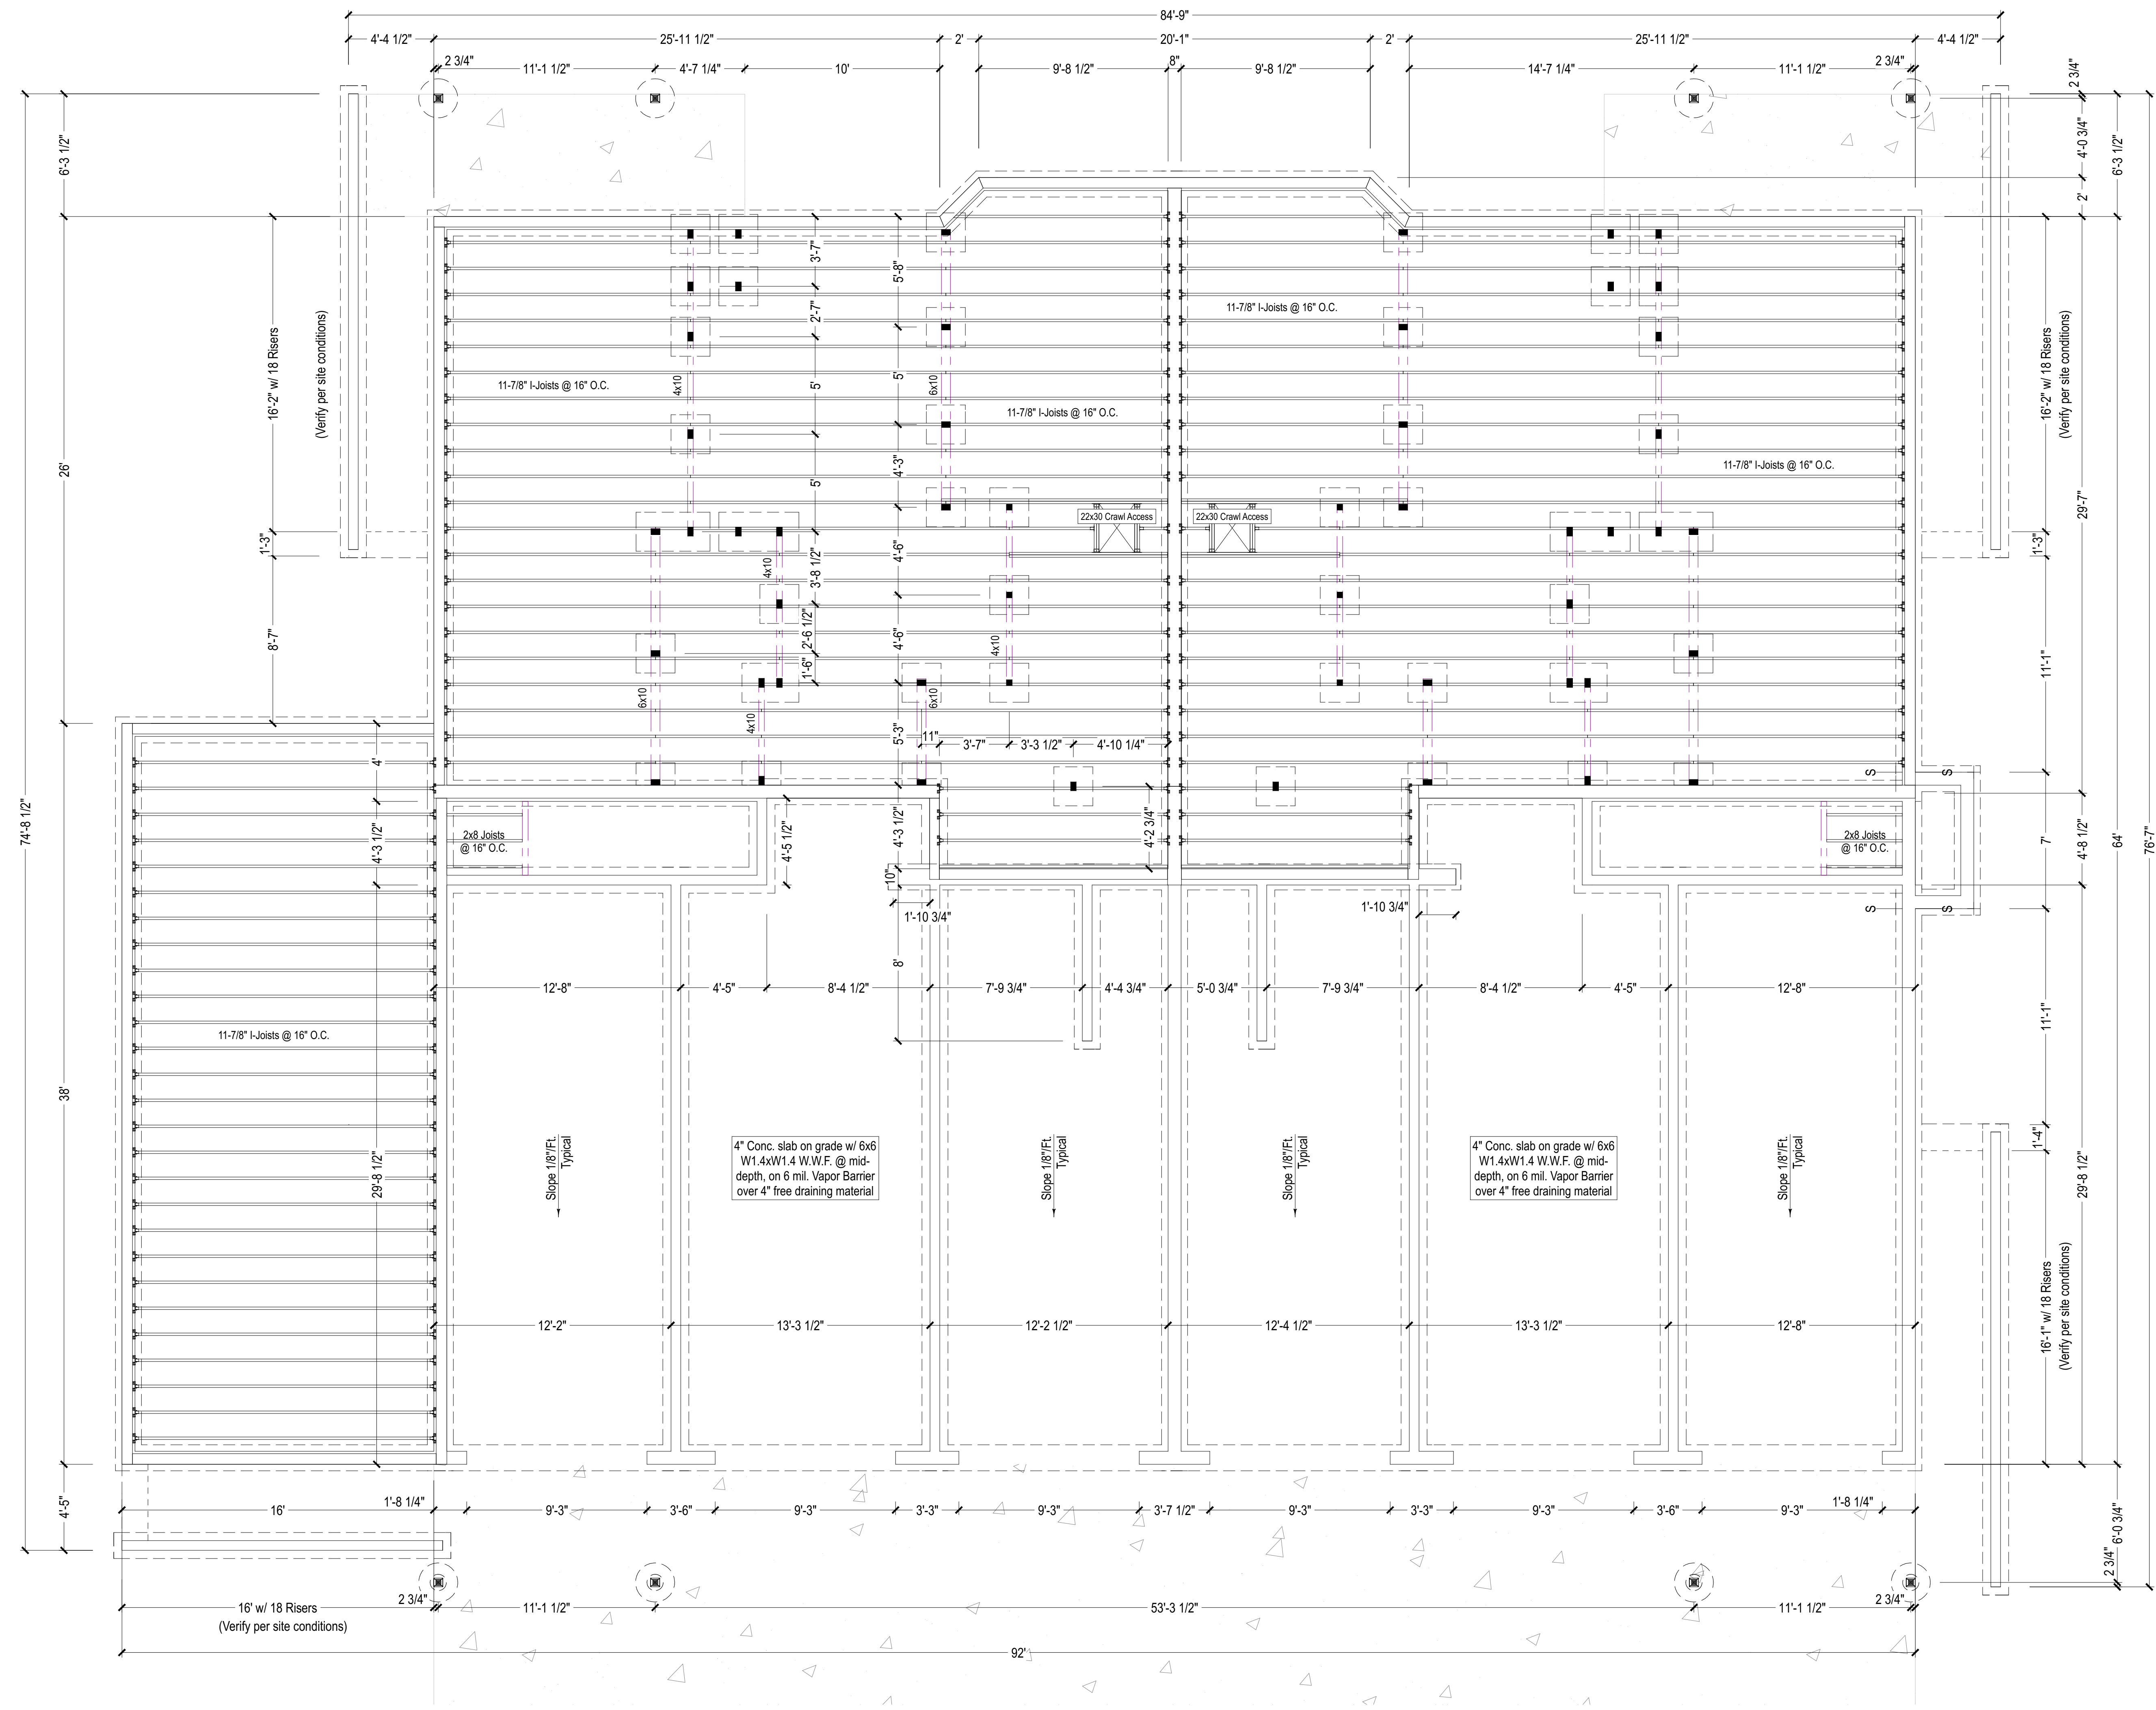 84'-9"
4'-4 1/2"
25'-11 1/2"
2'
20'-1"
2'
25'-11 1/2"
4'-4 1/2"
2 3/4"
11'-1 1/2"
4'-7 1/4"
10'
9'-8 1/2"
8"
9'-8 1/2"
14'-7 1/4"
11'-1 1/2"
2 3/4"
2 3/4"
4'-0 3/4"
2'
6'-3 1/2"
6'-3 1/2"
26'
38'
4'-5"
74'-8 1/2"
16'-2" w/ 18 Risers
(Verify per site conditions)
1'-3"
8'-7"
3'-7"
2'-7"
5'
5'
3'-8 1/2"
2'-6 1/2"
1'-6"
5'-8"
5'
4'-3"
4'-6"
4'-6"
5'-3"
11-7/8" I-Joists @ 16" O.C.
11-7/8" I-Joists @ 16" O.C.
11-7/8" I-Joists @ 16" O.C.
11-7/8" I-Joists @ 16" O.C.
4x10
6x10
22x30 Crawl Access
22x30 Crawl Access
4x10
4x10
6x10
4x10
6x10
11"
3'-7"
3'-3 1/2"
4'-10 1/4"
16'-2" w/ 18 Risers
(Verify per site conditions)
1'-3"
11'-1"
29'-7"
64'
76'-7"
7'
4'-8 1/2"
S
S
S
S
4'
4'-3 1/2"
29'-8 1/2"
2x8 Joists
@ 16" O.C.
4'-5 1/2"
4'-3 1/2"
10"
4'-2 3/4"
1'-10 3/4"
1'-10 3/4"
8'
2x8 Joists
@ 16" O.C.
12'-8"
4'-5"
8'-4 1/2"
7'-9 3/4"
4'-4 3/4"
5'-0 3/4"
7'-9 3/4"
8'-4 1/2"
4'-5"
12'-8"
11-7/8" I-Joists @ 16" O.C.
11'-1"
1'-4"
29'-8 1/2"
16'-1" w/ 18 Risers
(Verify per site conditions)
Slope 1/8"/Ft.
Typical
4" Conc. slab on grade w/ 6x6
W1.4xW1.4 W.W.F. @ mid-
depth, on 6 mil. Vapor Barrier
over 4" free draining material
Slope 1/8"/Ft.
Typical
Slope 1/8"/Ft.
Typical
4" Conc. slab on grade w/ 6x6
W1.4xW1.4 W.W.F. @ mid-
depth, on 6 mil. Vapor Barrier
over 4" free draining material
Slope 1/8"/Ft.
Typical
12'-2"
13'-3 1/2"
12'-2 1/2"
12'-4 1/2"
13'-3 1/2"
12'-8"
16'
1'-8 1/4"
9'-3"
3'-6"
9'-3"
3'-3"
9'-3"
3'-7 1/2"
9'-3"
3'-3"
9'-3"
3'-6"
9'-3"
1'-8 1/4"
6'-0 3/4"
2 3/4"
16' w/ 18 Risers
(Verify per site conditions)
2 3/4"
11'-1 1/2"
53'-3 1/2"
11'-1 1/2"
2 3/4"
92'